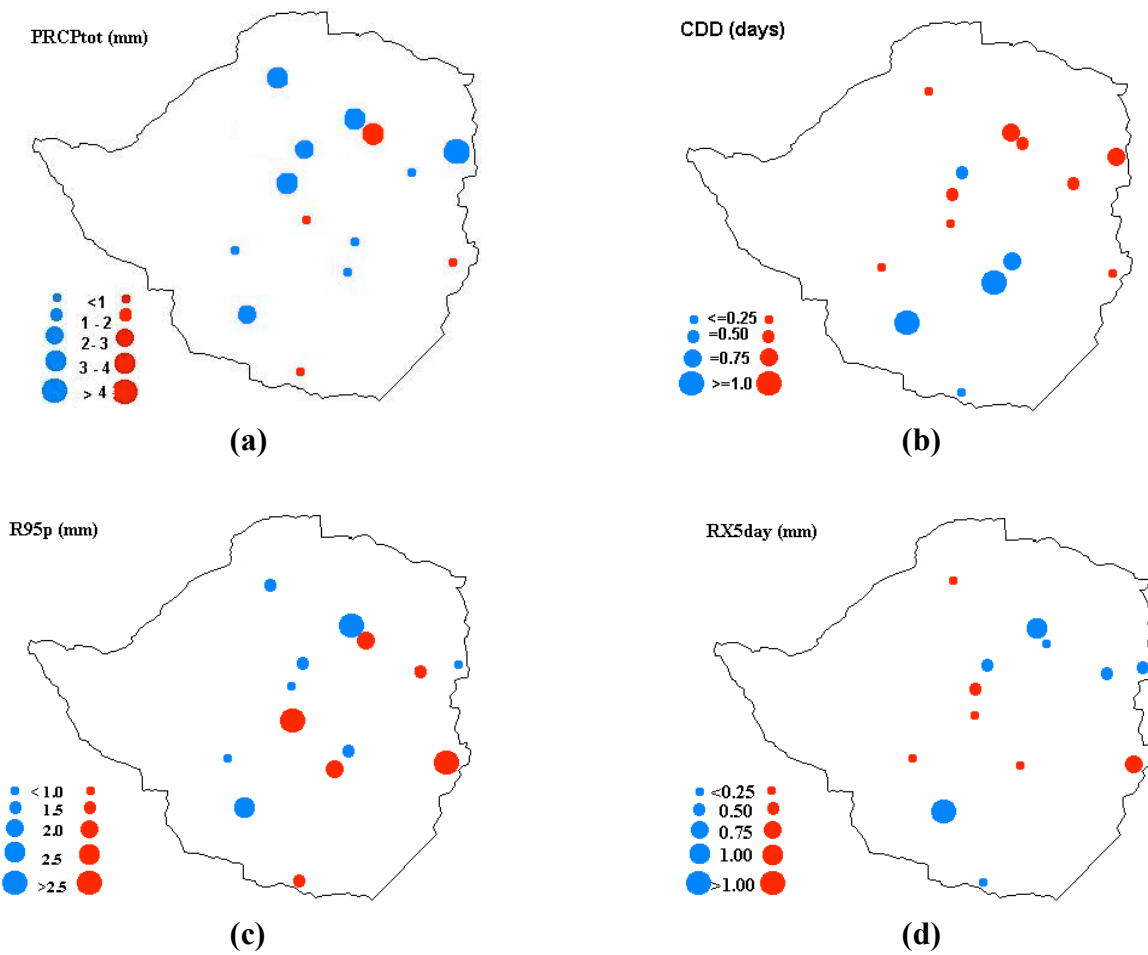 PRCPtot (mm)
<1
1 - 2
2- 3
3 - 4
> 4
(a)
CDD (days)
<=0.25
=0.50
=0.75
>=1.0
(b)
R95p (mm)
< 1.0
1.5
2.0
2.5
>2.5
(c)
RX5day (mm)
<0.25
0.50
0.75
1.00
>1.00
(d)